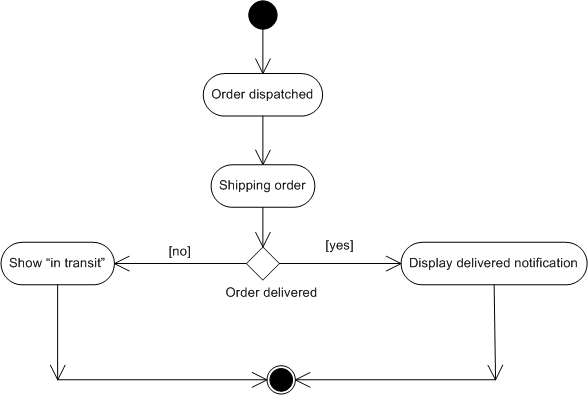 Order dispatched
Shipping order
[no]
[yes]
Show “in transit”
Display delivered notification
Order delivered